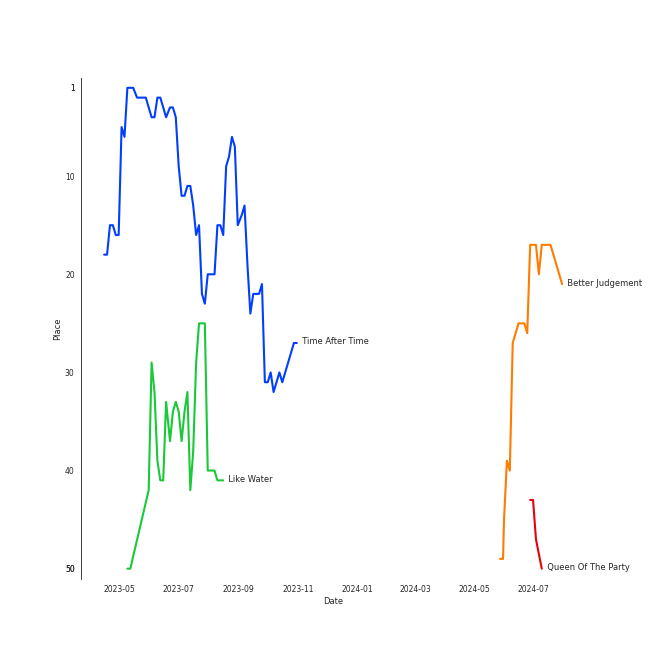 1
10
20
30
40
50
Place
Better Judgement
Time After Time
Like Water
Queen Of The Party
2023-05 2023-07 2023-09 2023-11 2024-01 2024-03 2024-05 2024-07
Date